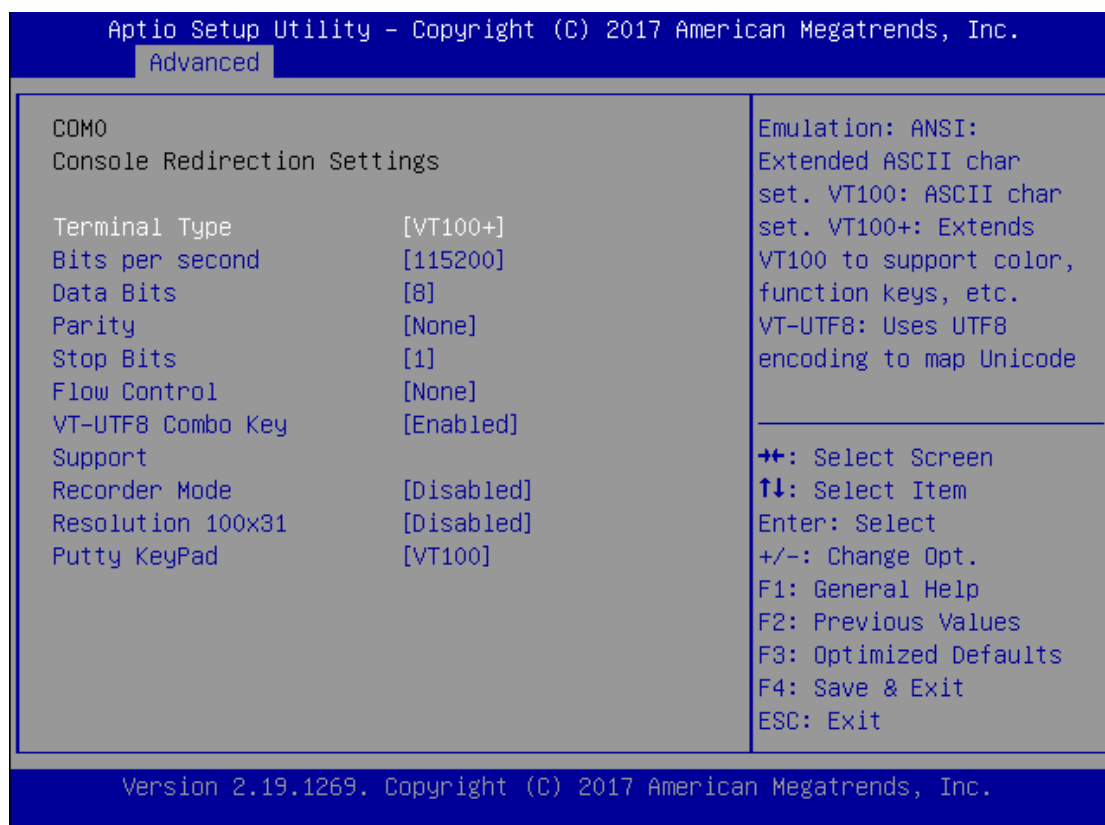 Aptio Setup Utility – Copyright (C) 2017 American Megatrends, Inc.
Advanced
COM0
Console Redirection Settings
Terminal Type [VT100+]
Bits per second [115200]
Data Bits [8]
Parity [None]
Stop Bits [1]
Flow Control [None]
VT-UTF8 Combo Key [Enabled]
Support
Recorder Mode [Disabled]
Resolution 100x31 [Disabled]
Putty KeyPad [VT100]
Emulation: ANSI:
Extended ASCII char
set. VT100: ASCII char
set. VT100+: Extends
VT100 to support color,
function keys, etc.
VT-UTF8: Uses UTF8
encoding to map Unicode
→←: Select Screen
↑↓: Select Item
Enter: Select
+/-: Change Opt.
F1: General Help
F2: Previous Values
F3: Optimized Defaults
F4: Save & Exit
ESC: Exit
Version 2.19.1269. Copyright (C) 2017 American Megatrends, Inc.